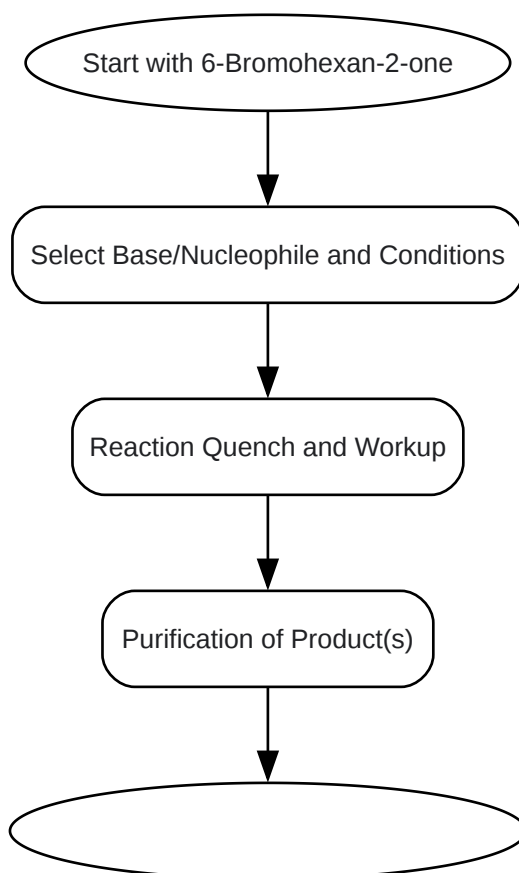 Start with 6-Bromohexan-2-one
Select Base/Nucleophile and Conditions
Reaction Quench and Workup
Purification of Product(s)